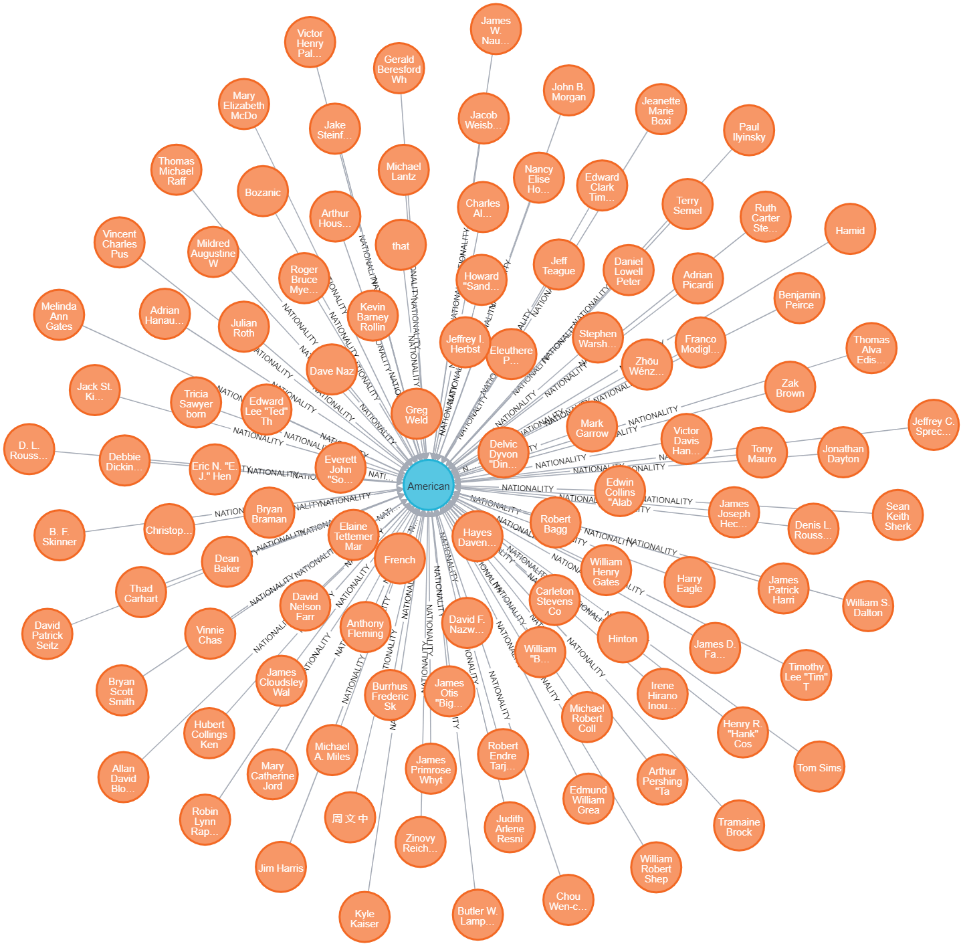 James
W.
Nau...
Victor
Henry
Pal...
Gerald
Beresford
Wh
John B.
Morgan
Mary
Elizabeth
McDo
Jeanette
Marie
Boxi
Jake
Steinf...
Jacob
Weisb...
Paul
Ilyinsky
Thomas
Michael
Raff
Michael
Lantz
Nancy
Elise
Ho...
Edward
Clark
Tim...
Bozanic
Charles
Al...
Terry
Semel
Arthur
Hous...
Ruth
Carter
Ste...
Hamid
Vincent
Charles
Pus
Mildred
Augustine
W
that
Jeff
Teague
Daniel
Lowell
Peter
Roger
Bruce
Mye...
Howard
"Sand...
Adrian
Picardi
Benjamin
Peirce
Melinda
Ann
Gates
Adrian
Hanau...
Julian
Roth
Kevin
Barney
Rollin
Jeffrey I.
Herbst
Eleuthere
P...
Stephen
Warsh...
Franco
Modigl...
Thomas
Alva
Edis...
Dave Naz
Zhōu
Wénz...
Jack St.
Ki...
Tricia
Sawyer
born
Edward
Lee "Ted"
Th
Greg
Weld
Zak
Brown
Mark
Garrow
Jeffrey C.
Sprec...
D. L.
Rouss...
Debbie
Dickin...
Eric N. "E.
J." Hen
Everett
John
"So...
Delvic
Dyvon
"Din...
Victor
Davis
Han...
Tony
Mauro
Jonathan
Dayton
American
Edwin
Collins
"Alab
B. F.
Skinner
Christop...
Bryan
Braman
Elaine
Tettemer
Mar
Hayes
Daven...
Robert
Bagg
James
Joseph
Hec...
Denis L.
Rouss...
Sean
Keith
Sherk
Dean
Baker
French
William
Henry
Gates
Harry
Eagle
James
Patrick
Harri
Thad
Carhart
David
Nelson
Farr
Carleton
Stevens
Co
William S.
Dalton
David
Patrick
Seitz
Vinnie
Chas
Anthony
Fleming
David F.
Nazw...
Hinton
James D.
Fa...
William
"B...
Bryan
Scott
Smith
James
Cloudsley
Wal
Burrhus
Frederic
Sk
James
Otis
"Big...
Irene
Hirano
Inou...
Timothy
Lee "Tim"
T
Hubert
Collings
Ken
Michael
Robert
Coll
Henry R.
"Hank"
Cos
Allan
David
Blo...
Mary
Catherine
Jord
Michael
A. Miles
James
Primrose
Whyt
Robert
Endre
Tarj...
Arthur
Pershing
"Ta
Tom Sims
Robin
Lynn
Rap...
周文中
Zinovy
Reich...
Judith
Arlene
Resni
Edmund
William
Grea
Tramaine
Brock
Jim Harris
William
Robert
Shep
Kyle
Kaiser
Butler W.
Lamp...
Chou
Wen-c...
NATIONALITY
NATIONALITY
NATIONALITY
NATIONALITY
NATIONALITY
NATIONALITY
NATIONALITY
NATIONALITY